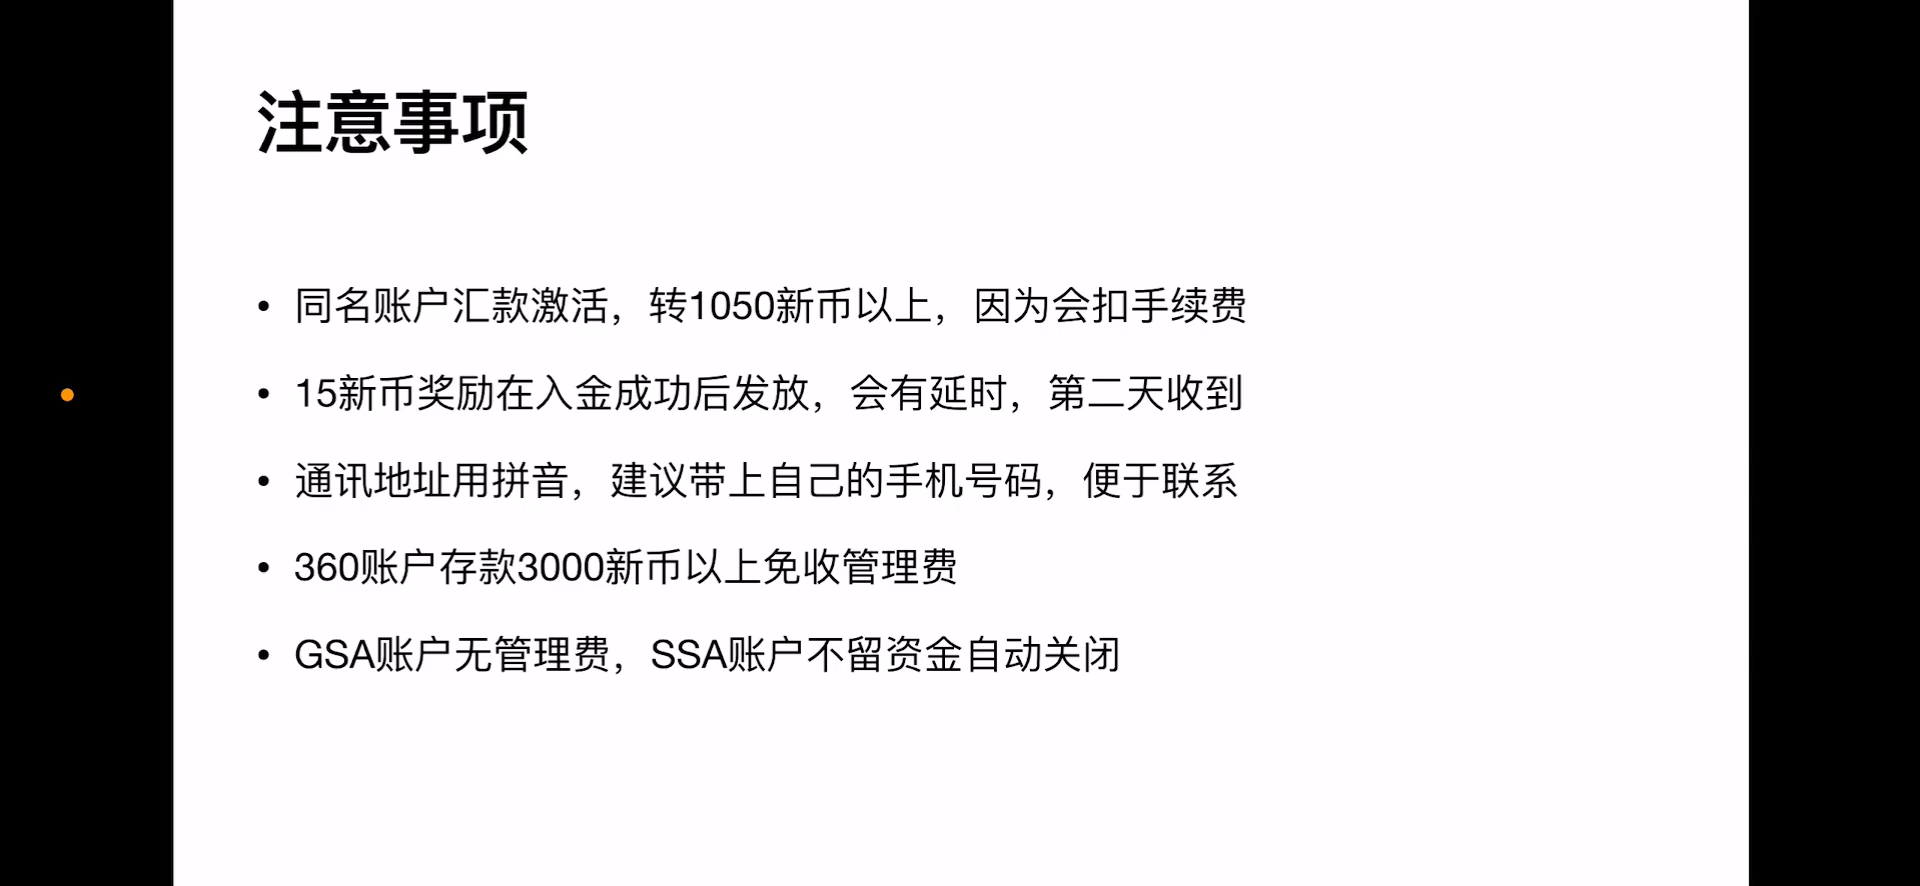 注意事项
• 同名账户汇款激活，转1050新币以上，因为会扣手续费
• 15新币奖励在入金成功后发放，会有延时，第二天收到
• 通讯地址用拼音，建议带上自己的手机号码，便于联系
• 360账户存款3000新币以上免收管理费
• GSA账户无管理费，SSA账户不留资金自动关闭